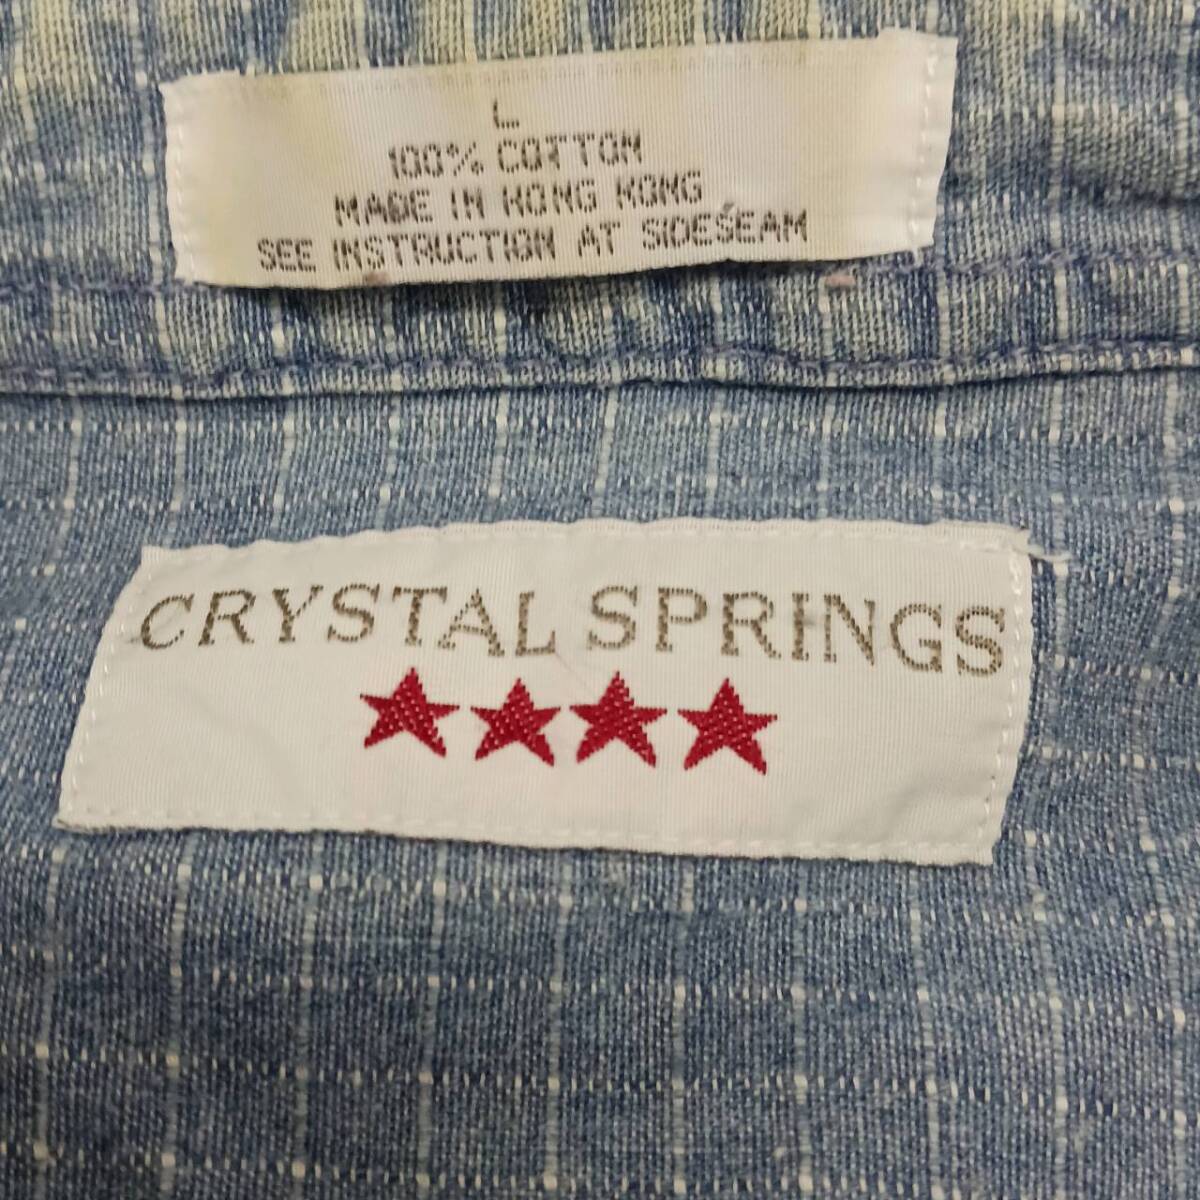 L
100% COTTON
MADE IN HONG KONG
SEE INSTRUCTION AT SIDESEAM
CRYSTAL SPRINGS